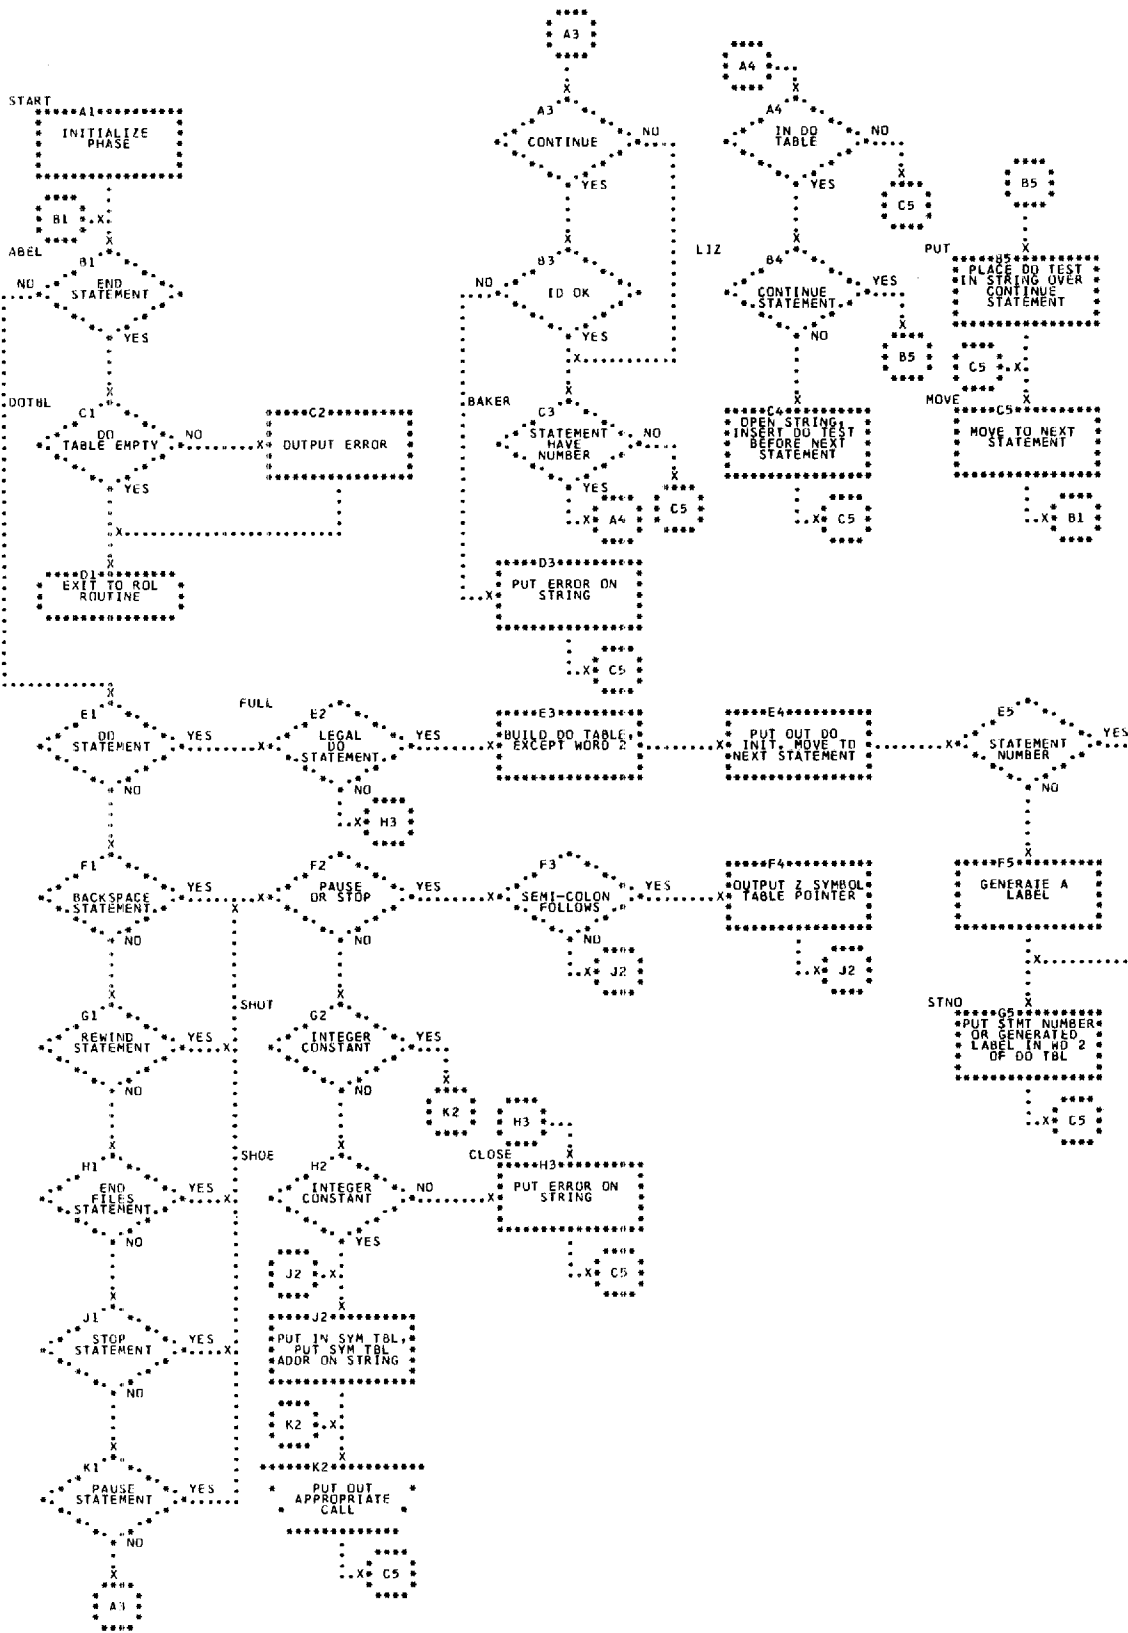 A3
A4
START
A1
INITIALIZE
PHASE
A3
CONTINUE
NO
YES
A4
IN DO
TABLE
NO
YES
B5
C5
B1
ABEL
B1
END
STATEMENT
NO
YES
B3
ID OK
NO
YES
LIZ
B4
CONTINUE
STATEMENT
YES
NO
B5
PUT
B5
PLACE DO TEST
IN STRING OVER
CONTINUE
STATEMENT
C5
DOTBL
C1
DO
TABLE EMPTY
NO
YES
C2
OUTPUT ERROR
BAKER
C3
STATEMENT
HAVE
NUMBER
NO
YES
A4
C5
C4
OPEN STRING,
INSERT DO TEST
BEFORE NEXT
STATEMENT
C5
MOVE
C5
MOVE TO NEXT
STATEMENT
B1
D1
EXIT TO ROL
ROUTINE
D3
PUT ERROR ON
STRING
C5
E1
DO
STATEMENT
YES
NO
FULL
E2
LEGAL
DO
STATEMENT
YES
NO
H3
E3
BUILD DO TABLE,
EXCEPT WORD 2
E4
PUT OUT DO
INIT. MOVE TO
NEXT STATEMENT
E5
STATEMENT
NUMBER
YES
NO
F1
BACKSPACE
STATEMENT
YES
NO
F2
PAUSE
OR STOP
YES
NO
F3
SEMI-COLON
FOLLOWS
YES
NO
J2
F4
OUTPUT Z SYMBOL
TABLE POINTER
J2
F5
GENERATE A
LABEL
G1
REWIND
STATEMENT
YES
NO
SHUT
G2
INTEGER
CONSTANT
YES
NO
K2
STNO
G5
PUT STMT NUMBER
OR GENERATED
LABEL IN WD 2
OF DO TBL
C5
H1
END
FILES
STATEMENT
YES
NO
SHOE
H2
INTEGER
CONSTANT
NO
YES
H3
CLOSE
H3
PUT ERROR ON
STRING
C5
J2
J1
STOP
STATEMENT
YES
NO
J2
PUT IN SYM TBL,
PUT SYM TBL
ADDR ON STRING
K2
K1
PAUSE
STATEMENT
YES
NO
K2
PUT OUT
APPROPRIATE
CALL
C5
A3